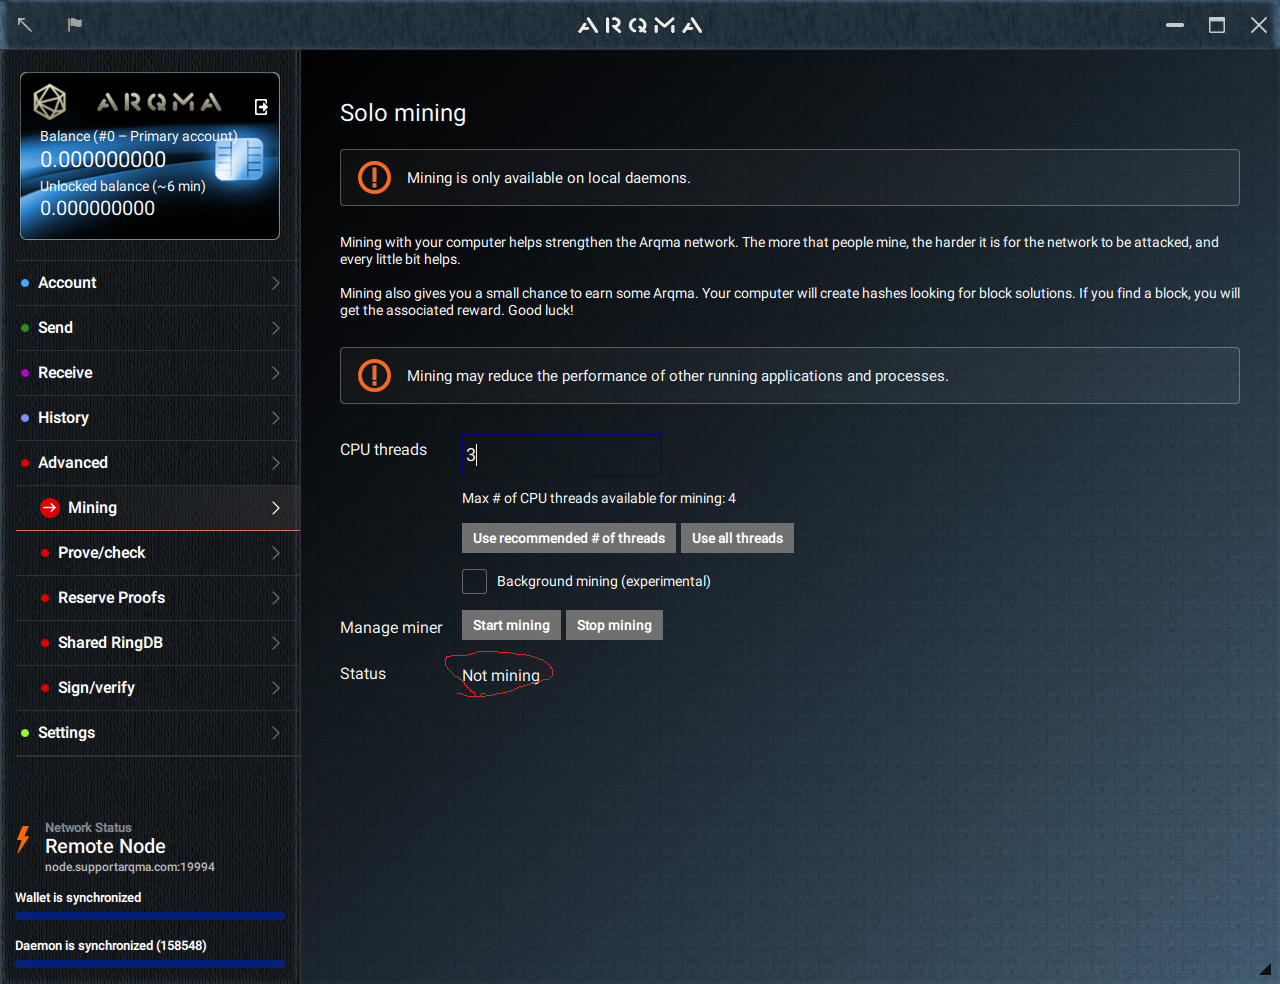 ARQMA
ARQMA
Balance (#0 – Primary account)
0.000000000
Unlocked balance (~6 min)
0.000000000
Account
Send
Receive
History
Advanced
Mining
Prove/check
Reserve Proofs
Shared RingDB
Sign/verify
Settings
Network Status
Remote Node
node.supportarqma.com:19994
Wallet is synchronized
Daemon is synchronized (158548)
Solo mining
Mining is only available on local daemons.
Mining with your computer helps strengthen the Arqma network. The more that people mine, the harder it is for the network to be attacked, and
every little bit helps.
Mining also gives you a small chance to earn some Arqma. Your computer will create hashes looking for block solutions. If you find a block, you will
get the associated reward. Good luck!
Mining may reduce the performance of other running applications and processes.
CPU threads
3
Max # of CPU threads available for mining: 4
Use recommended # of threads Use all threads
Background mining (experimental)
Manage miner Start mining Stop mining
Status Not mining